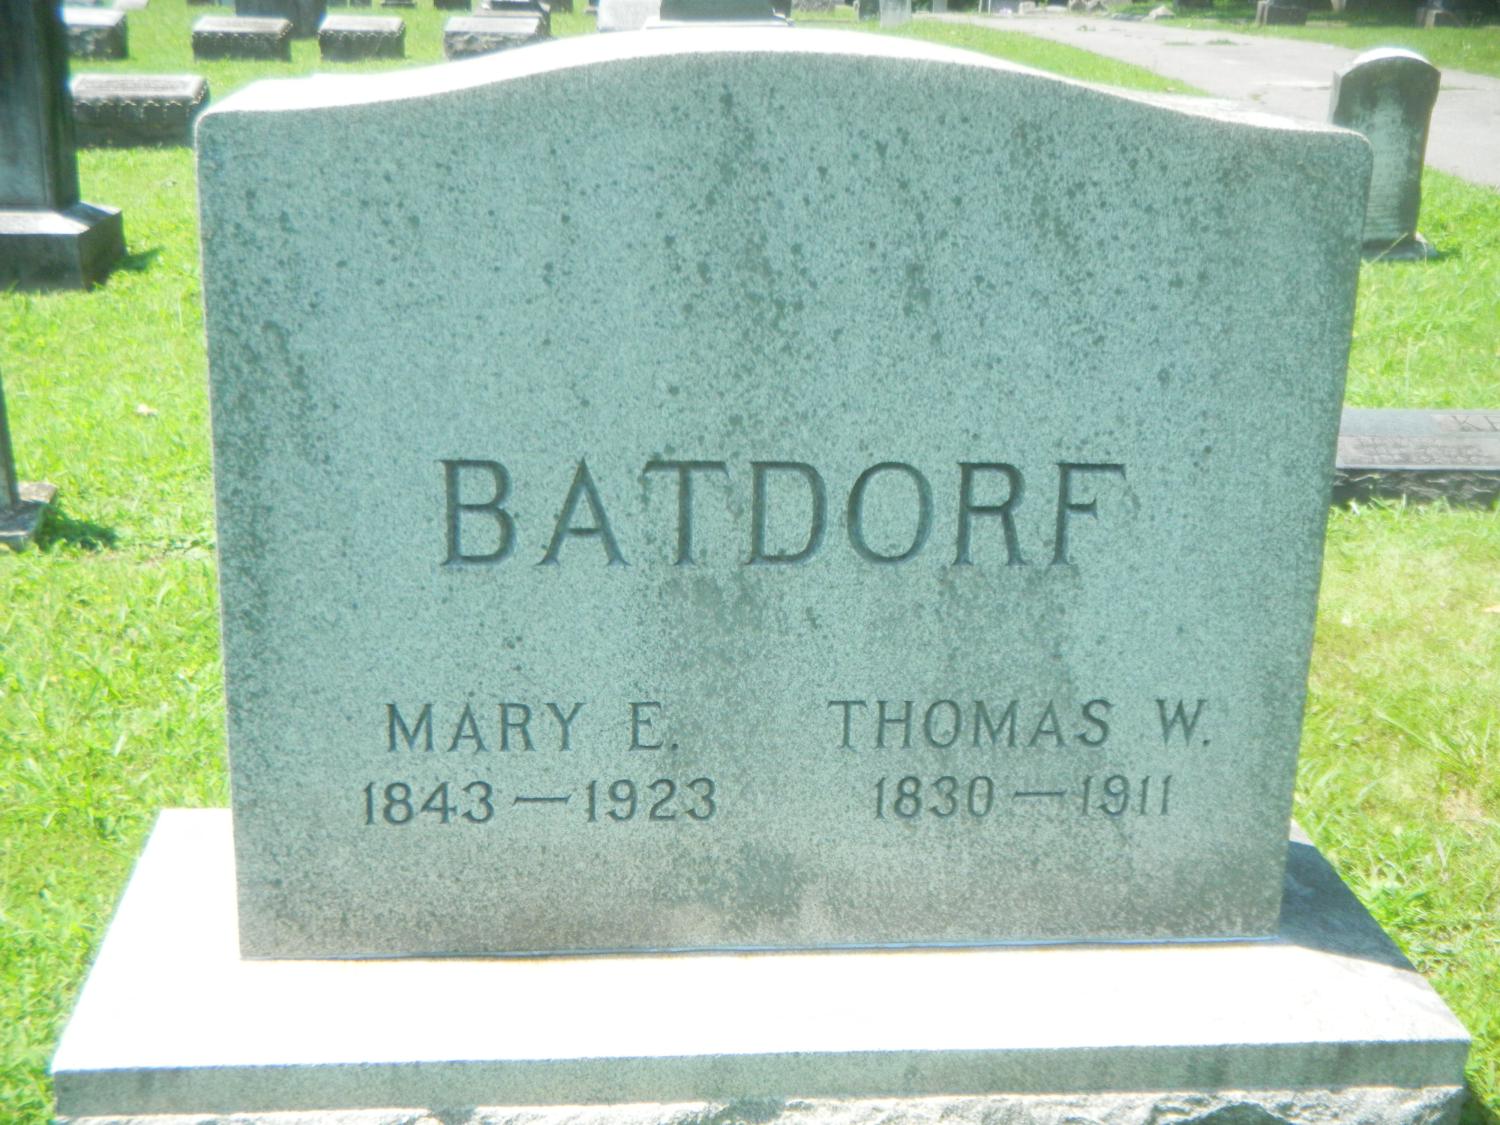 BATDORF
MARY E. THOMAS W.
1843 — 1923 1830 — 1911